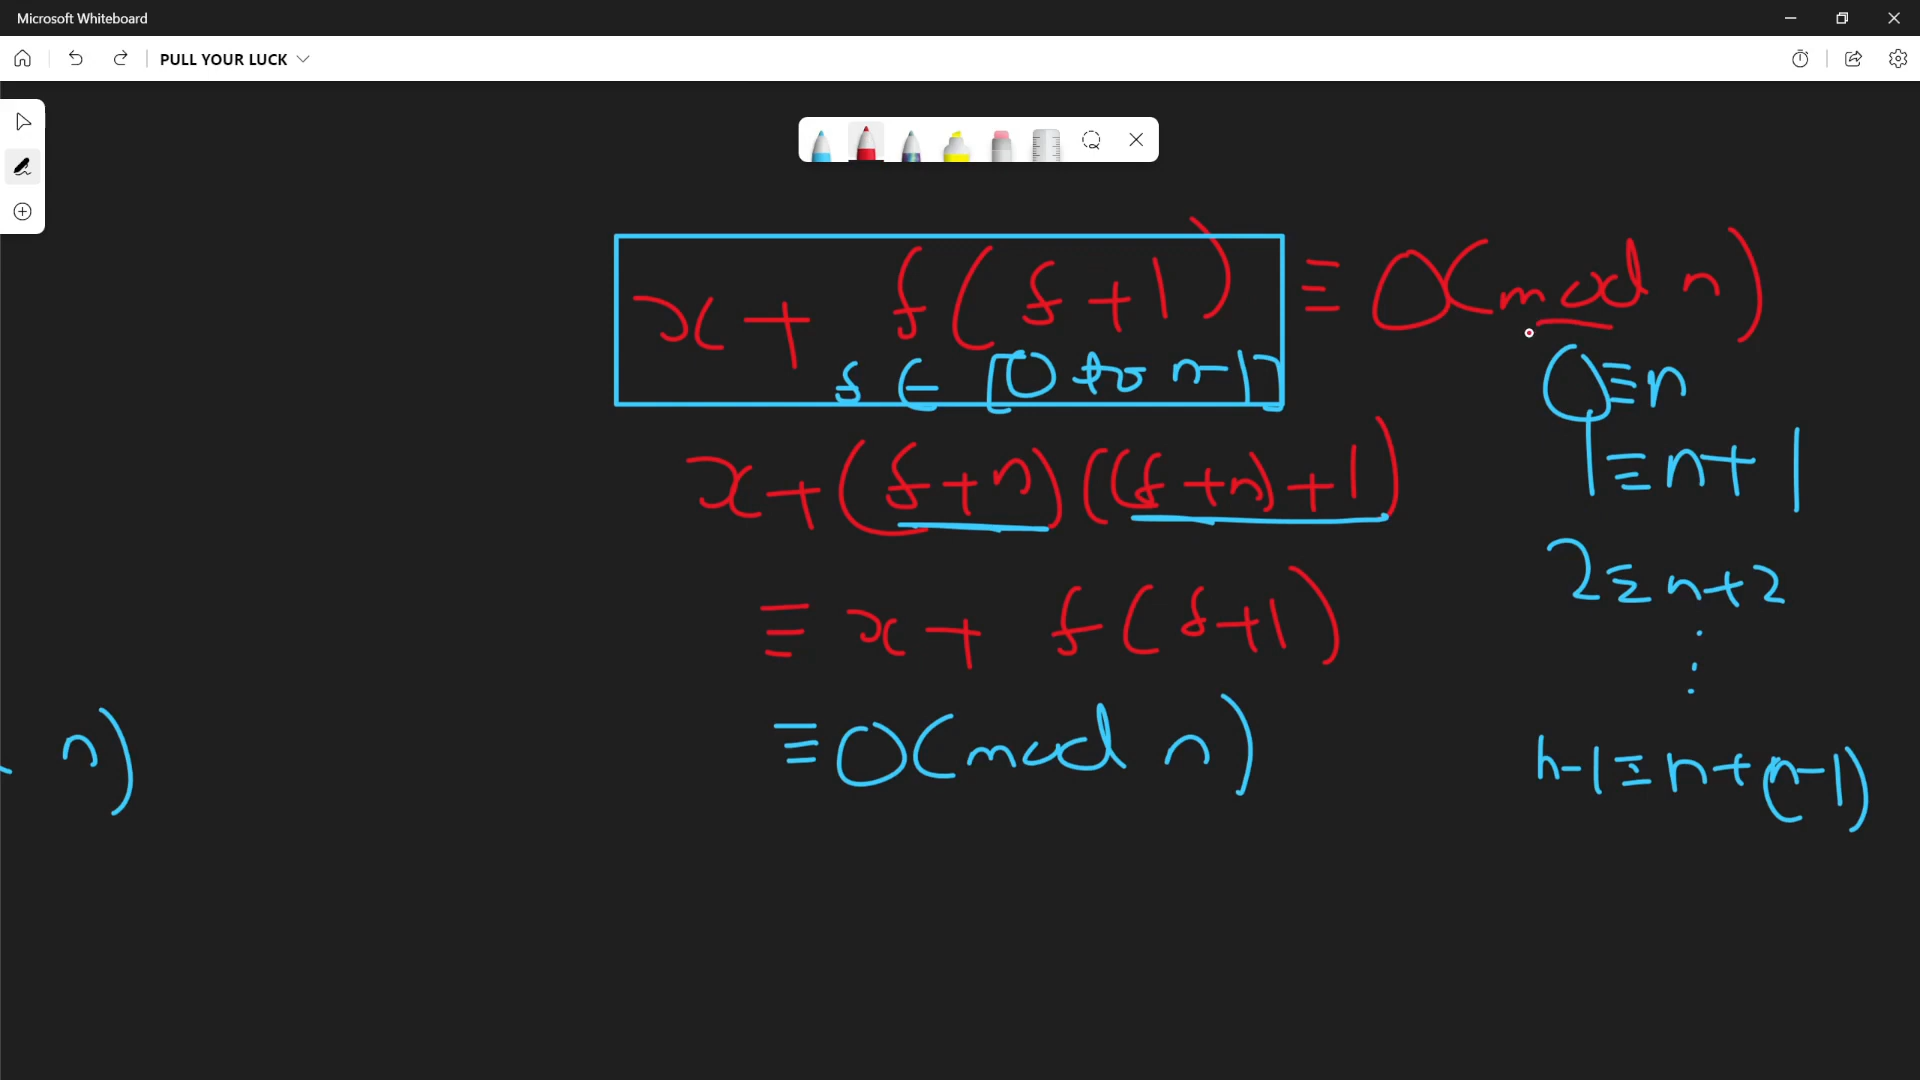 Microsoft Whiteboard
PULL YOUR LUCK
x + f(f+1) ≡ 0(mod n)
f ∈ [0 to n-1]
0≡n
x+(f+n)((f+n)+1)
1≡n+1
2≡n+2
≡ x+ f(f+1)
⋮
≡0(mod n)
n)
n-1≡n+(n-1)